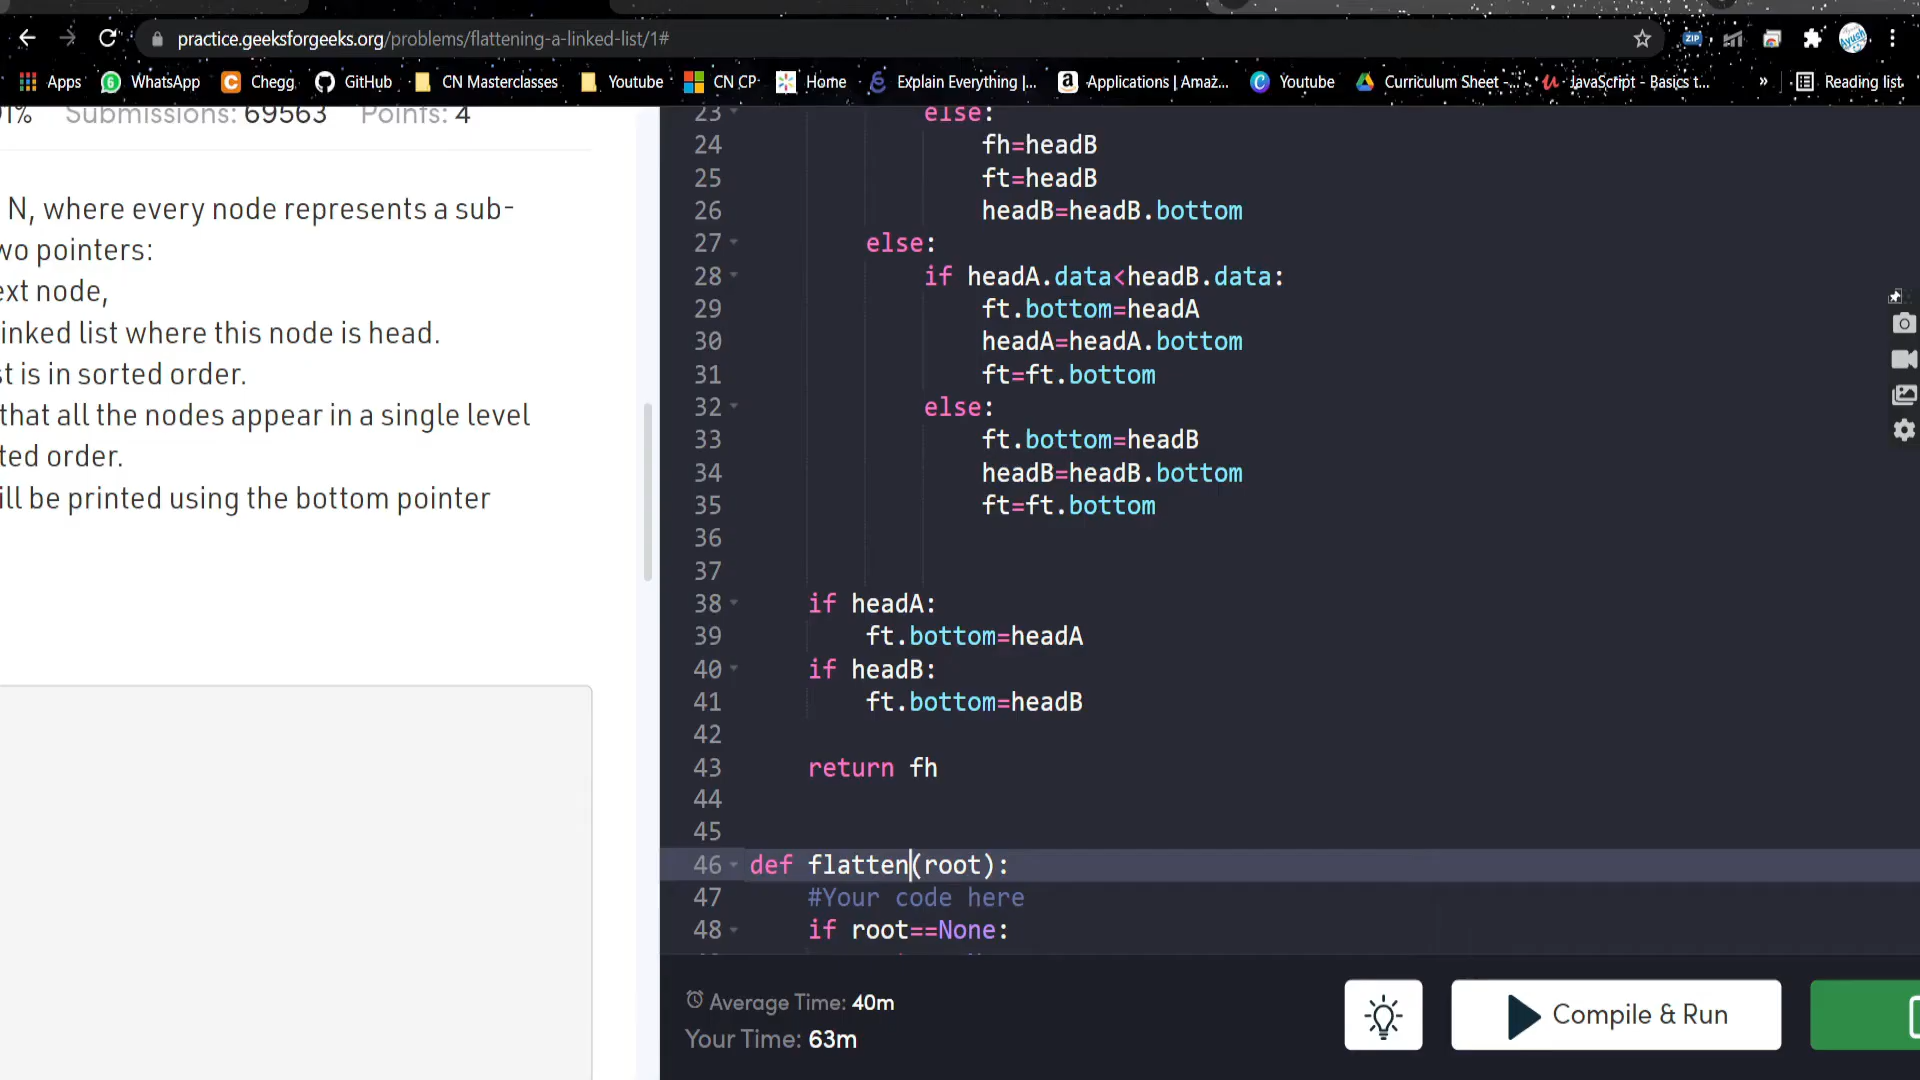 practice.geeksforgeeks.org/problems/flattening-a-linked-list/1#
Apps WhatsApp Chegg GitHub CN Masterclasses Youtube CN CP Home Explain Everything |... Applications | Amaz... Youtube Curriculum Sheet -... JavaScript - Basics t... » Reading list
1% Submissions: 69563 Points: 4
N, where every node represents a sub-
wo pointers:
ext node,
inked list where this node is head.
st is in sorted order.
that all the nodes appear in a single level
ted order.
ill be printed using the bottom pointer
23 else:
24 fh=headB
25 ft=headB
26 headB=headB.bottom
27 else:
28 if headA.data<headB.data:
29 ft.bottom=headA
30 headA=headA.bottom
31 ft=ft.bottom
32 else:
33 ft.bottom=headB
34 headB=headB.bottom
35 ft=ft.bottom
36
37
38 if headA:
39 ft.bottom=headA
40 if headB:
41 ft.bottom=headB
42
43 return fh
44
45
46 def flatten(root):
47 #Your code here
48 if root==None:
Average Time: 40m
Your Time: 63m
Compile & Run